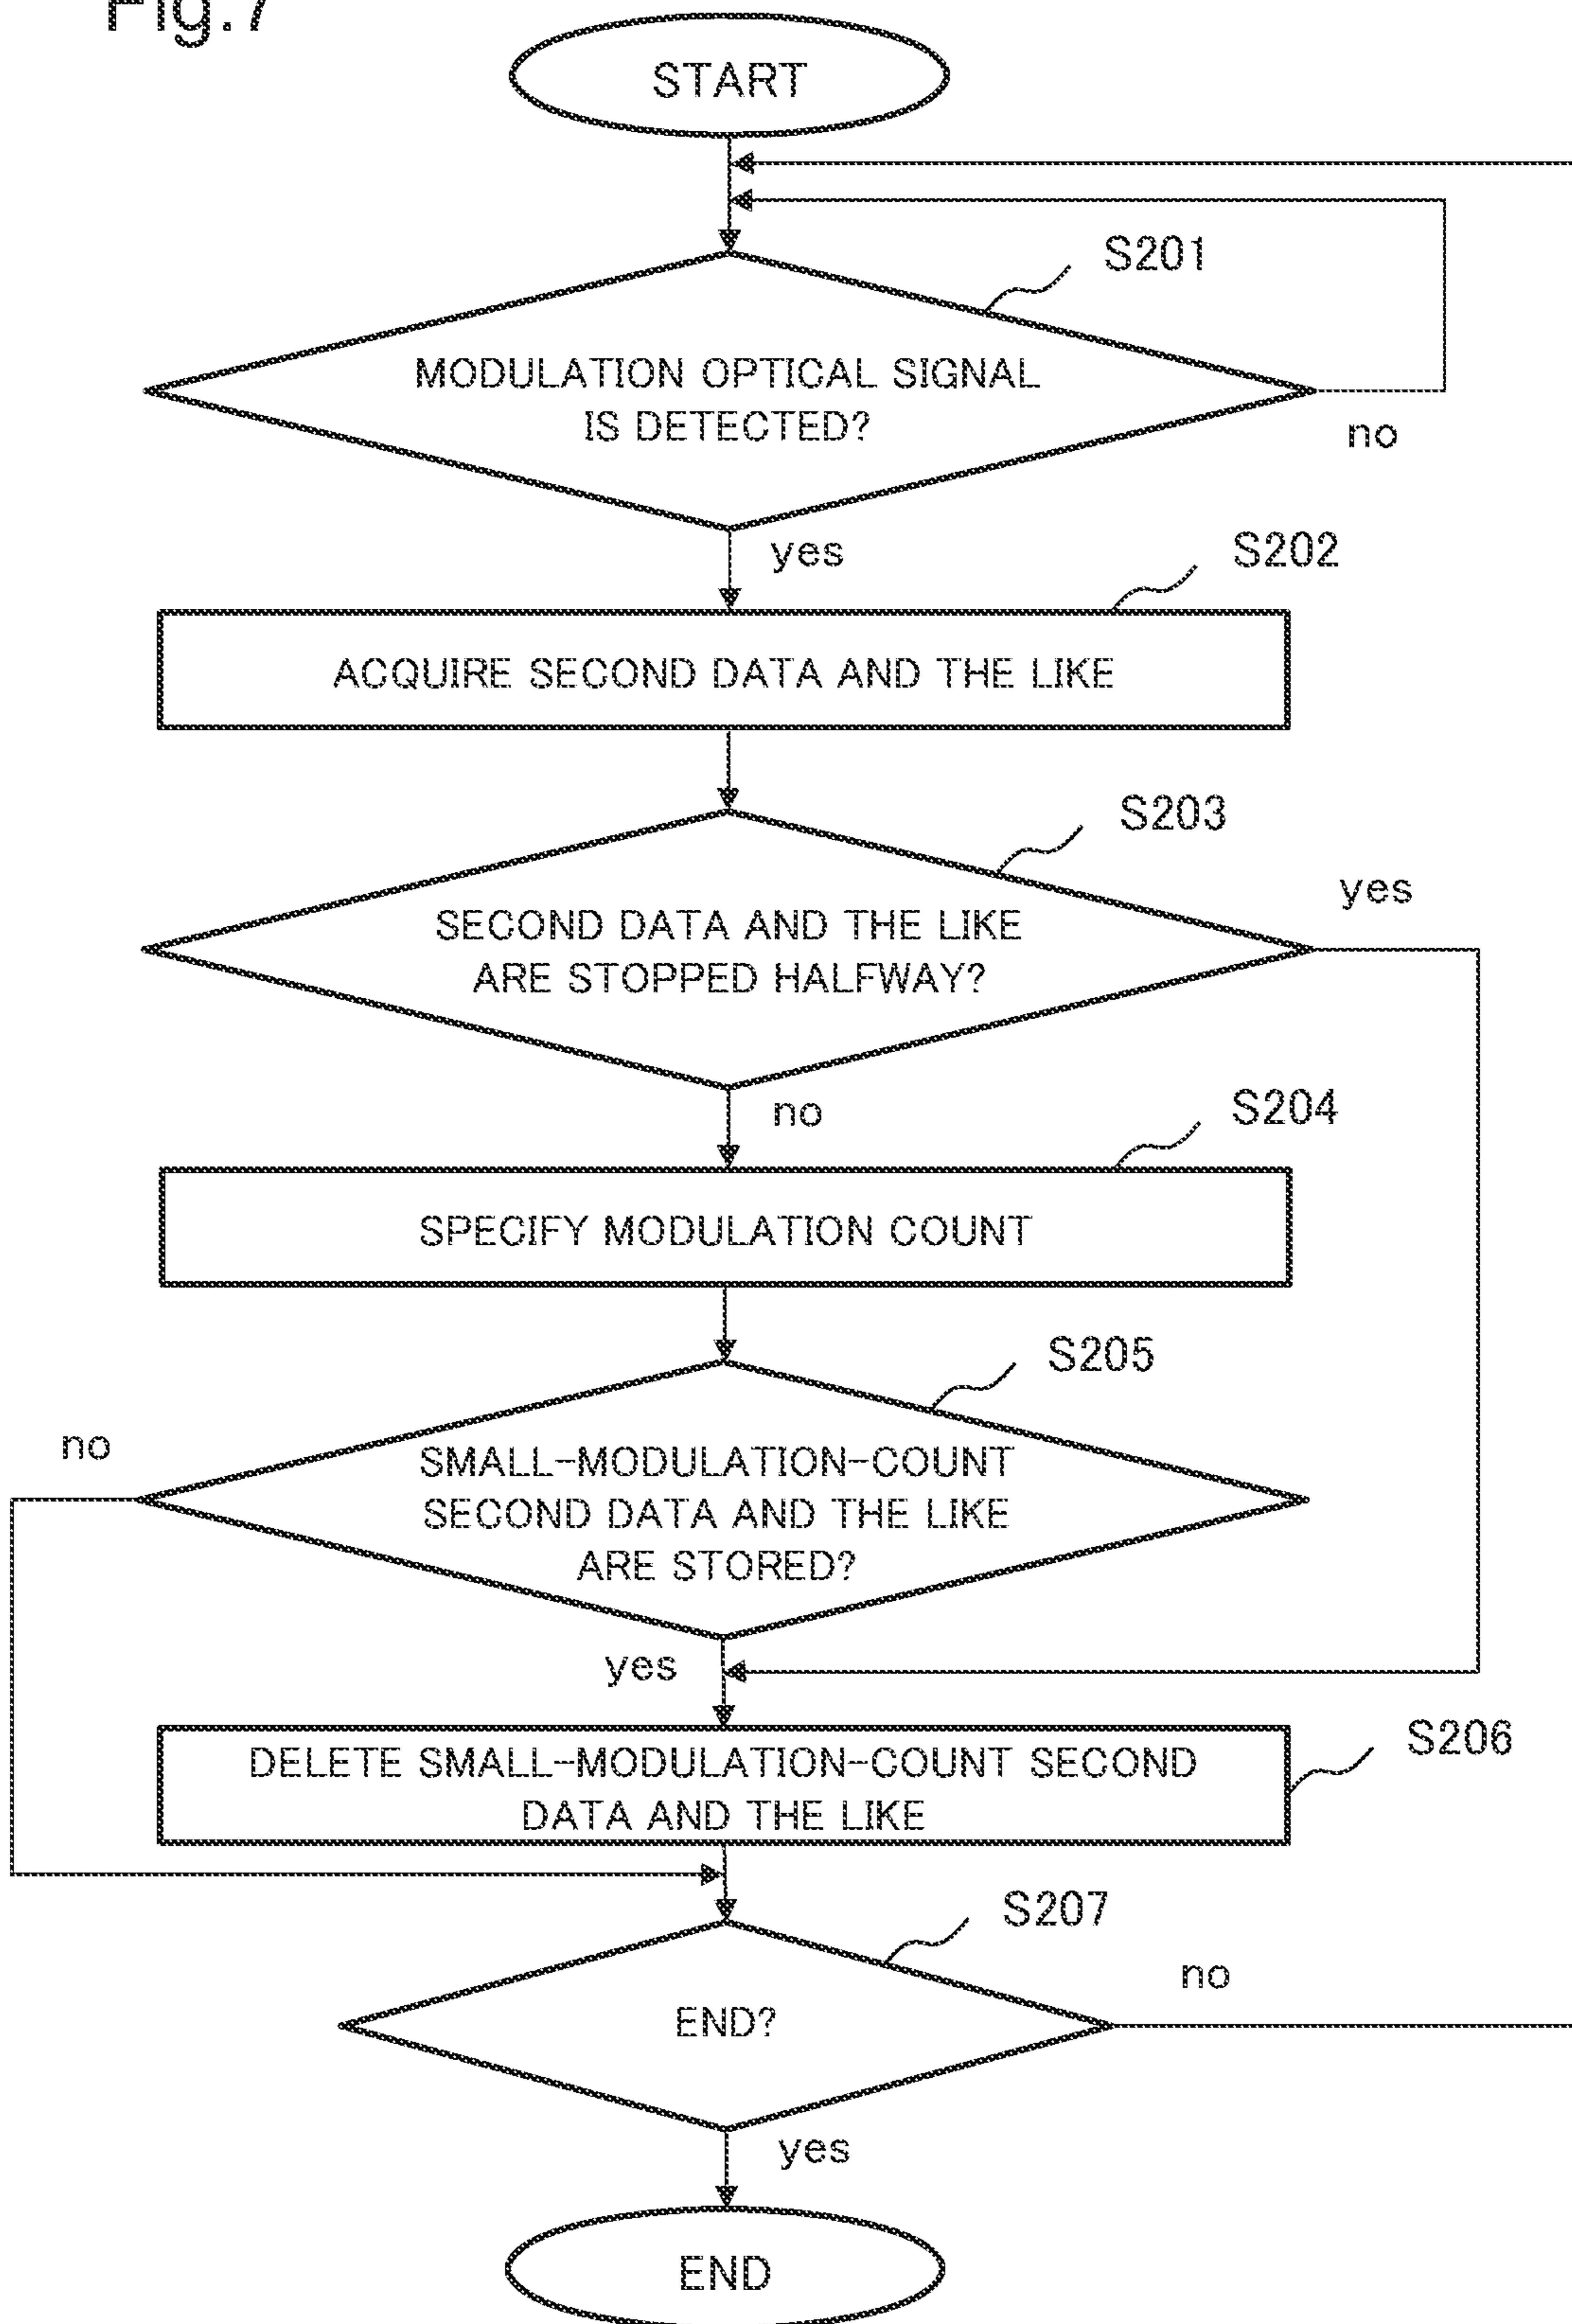 Fig.7
START
S201
MODULATION OPTICAL SIGNAL
IS DETECTED?
no
yes
S202
ACQUIRE SECOND DATA AND THE LIKE
S203
yes
SECOND DATA AND THE LIKE
ARE STOPPED HALFWAY?
no
S204
SPECIFY MODULATION COUNT
S205
no
SMALL-MODULATION-COUNT
SECOND DATA AND THE LIKE
ARE STORED?
yes
S206
DELETE SMALL-MODULATION-COUNT SECOND
DATA AND THE LIKE
S207
no
END?
yes
END